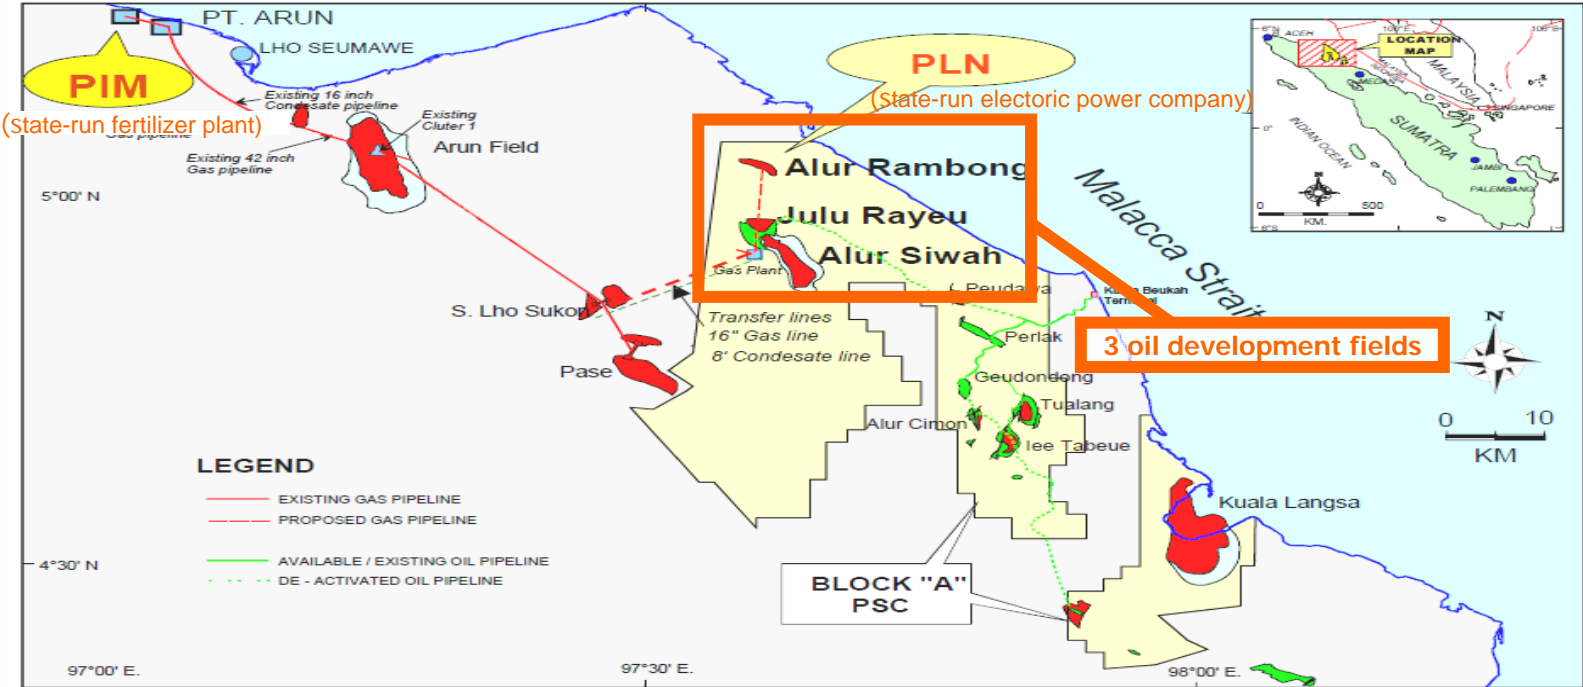 PT. ARUN
LHO SEUMAWE
PIM
(State-run fertilizer plant)
Existing 16 inch
Condesate pipeline
Gas pipeline
Existing 42 inch
Gas pipeline
Existing
Cluter 1
Arun Field
PLN
(State-run electoric power company)
Alur Rambong
Julu Rayeu
Alur Siwah
Gas Plant
5°00' N
S. Lho Sukon
Transfer lines
16" Gas line
8' Condesate line
Pase
Peudawa
Kuala Beukah
Terminal
Perlak
Geudondong
Tualang
Alur Cimon
Iee Tabeue
Malacca Strait
3 oil development fields
Kuala Langsa
BLOCK "A"
PSC
LEGEND
EXISTING GAS PIPELINE
PROPOSED GAS PIPELINE
AVAILABLE / EXISTING OIL PIPELINE
DE - ACTIVATED OIL PIPELINE
4°30' N
97°00' E.
97°30' E.
98°00' E.
N
0 10
KM
LOCATION
MAP
ACEH
MEDAN
MALAYSIA
SINGAPORE
SUMATRA
INDIAN OCEAN
JAMBI
PALEMBANG
0°
0 500
KM.